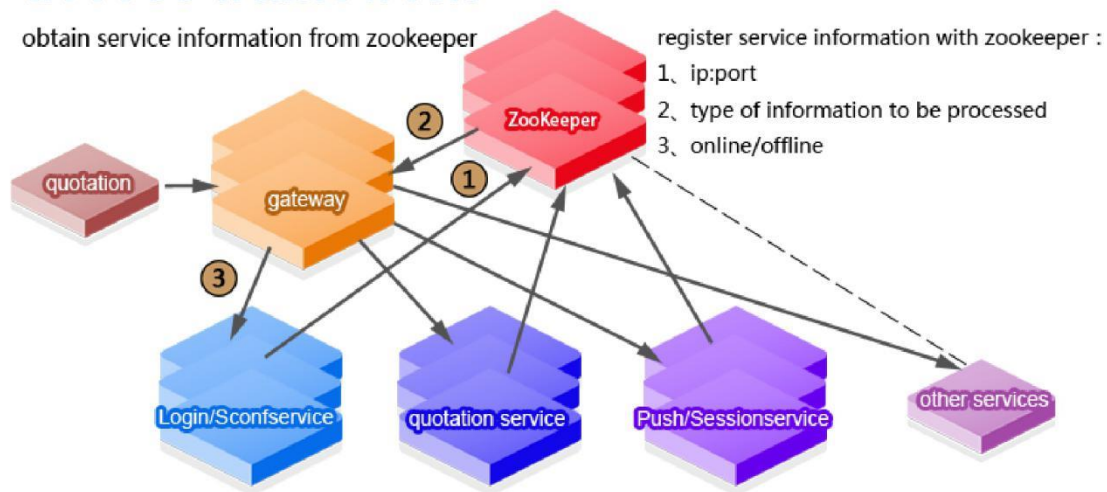 obtain service information from zookeeper
register service information with zookeeper :
1、ip:port
2、type of information to be processed
3、online/offline
ZooKeeper
2
1
quotation
gateway
3
Login/Sconfservice
quotation service
Push/Sessionservice
other services